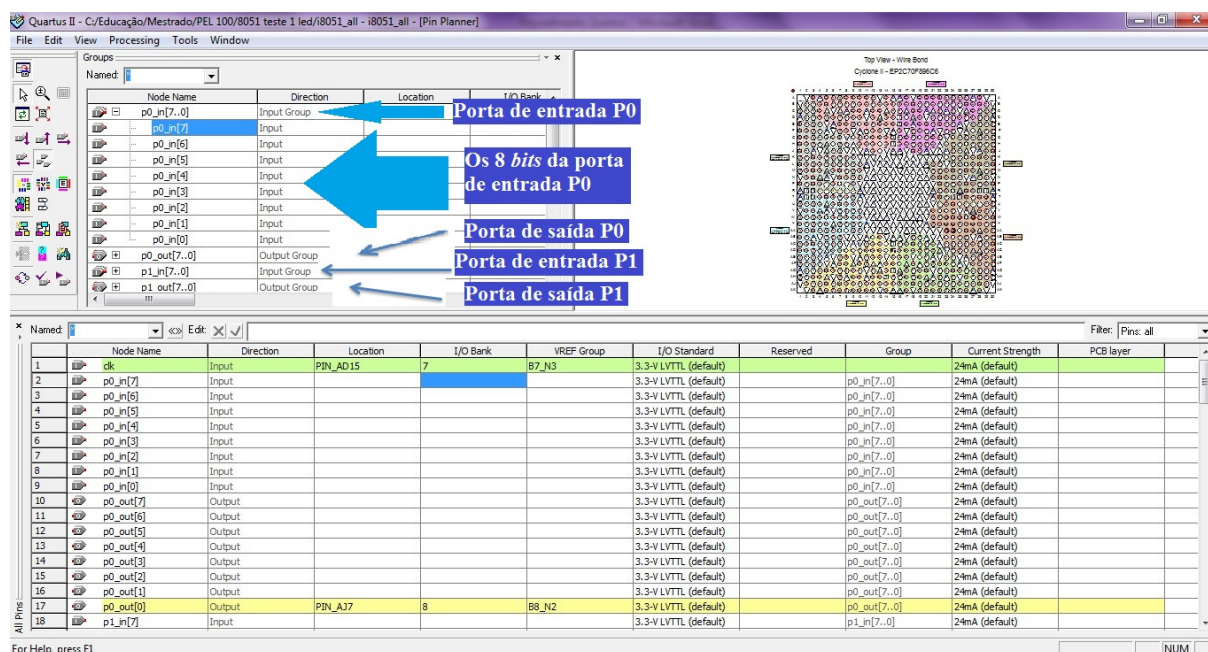 Quartus II - C:/Educação/Mestrado/PEL 100/8051 teste 1 led/i8051_all - i8051_all - [Pin Planner]
File Edit View Processing Tools Window
Groups
Named: *
Node Name Direction Location I/O Bank
p0_in[7..0] Input Group
p0_in[7] Input
p0_in[6] Input
p0_in[5] Input
p0_in[4] Input
p0_in[3] Input
p0_in[2] Input
p0_in[1] Input
p0_in[0] Input
p0_out[7..0] Output Group
p1_in[7..0] Input Group
p1_out[7..0] Output Group
Porta de entrada P0
Os 8 bits da porta
de entrada P0
Porta de saída P0
Porta de entrada P1
Porta de saída P1
Top View - Wire Bond
Cyclone II - EP2C70F896C6
Named: * Edit: Filter: Pins: all
Node Name Direction Location I/O Bank VREF Group I/O Standard Reserved Group Current Strength PCB layer
1 clk Input PIN_AD15 7 B7_N3 3.3-V LVTTL (default) 24mA (default)
2 p0_in[7] Input 3.3-V LVTTL (default) p0_in[7..0] 24mA (default)
3 p0_in[6] Input 3.3-V LVTTL (default) p0_in[7..0] 24mA (default)
4 p0_in[5] Input 3.3-V LVTTL (default) p0_in[7..0] 24mA (default)
5 p0_in[4] Input 3.3-V LVTTL (default) p0_in[7..0] 24mA (default)
6 p0_in[3] Input 3.3-V LVTTL (default) p0_in[7..0] 24mA (default)
7 p0_in[2] Input 3.3-V LVTTL (default) p0_in[7..0] 24mA (default)
8 p0_in[1] Input 3.3-V LVTTL (default) p0_in[7..0] 24mA (default)
9 p0_in[0] Input 3.3-V LVTTL (default) p0_in[7..0] 24mA (default)
10 p0_out[7] Output 3.3-V LVTTL (default) p0_out[7..0] 24mA (default)
11 p0_out[6] Output 3.3-V LVTTL (default) p0_out[7..0] 24mA (default)
12 p0_out[5] Output 3.3-V LVTTL (default) p0_out[7..0] 24mA (default)
13 p0_out[4] Output 3.3-V LVTTL (default) p0_out[7..0] 24mA (default)
14 p0_out[3] Output 3.3-V LVTTL (default) p0_out[7..0] 24mA (default)
15 p0_out[2] Output 3.3-V LVTTL (default) p0_out[7..0] 24mA (default)
16 p0_out[1] Output 3.3-V LVTTL (default) p0_out[7..0] 24mA (default)
17 p0_out[0] Output PIN_AJ7 8 B8_N2 3.3-V LVTTL (default) p0_out[7..0] 24mA (default)
18 p1_in[7] Input 3.3-V LVTTL (default) p1_in[7..0] 24mA (default)
All Pins
For Help, press F1 NUM